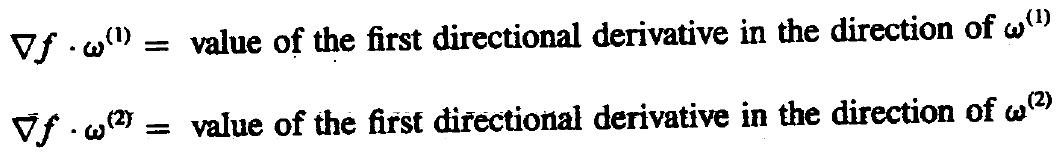 ∇f · ω⁽¹⁾ = value of the first directional derivative in the direction of ω⁽¹⁾
∇f · ω⁽²⁾ = value of the first directional derivative in the direction of ω⁽²⁾